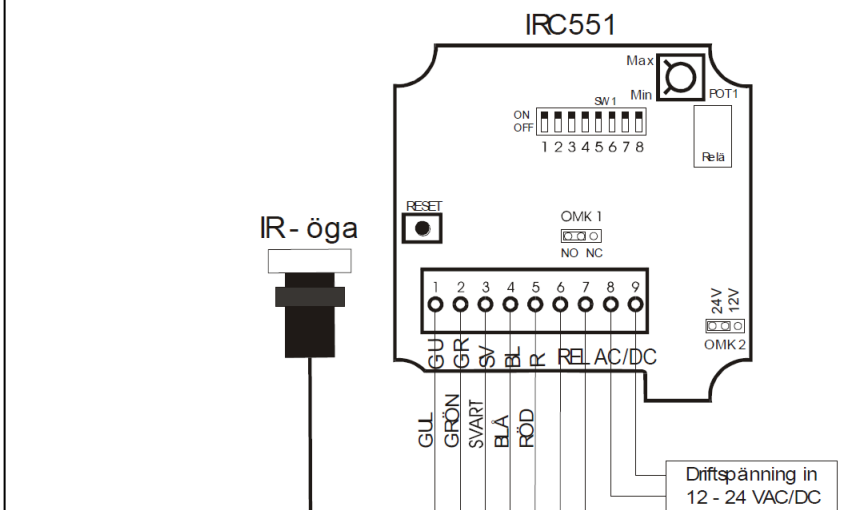 IRC551
Max
Min
POT1
SW1
ON
OFF
1 2 3 4 5 6 7 8
Relä
RESET
IR - öga
OMK 1
NO NC
1 2 3 4 5 6 7 8 9
24V
12V
OMK2
GU GR SV BL R REL AC/DC
GUL
GRÖN
SVART
BLÅ
RÖD
Driftspänning in
12 - 24 VAC/DC